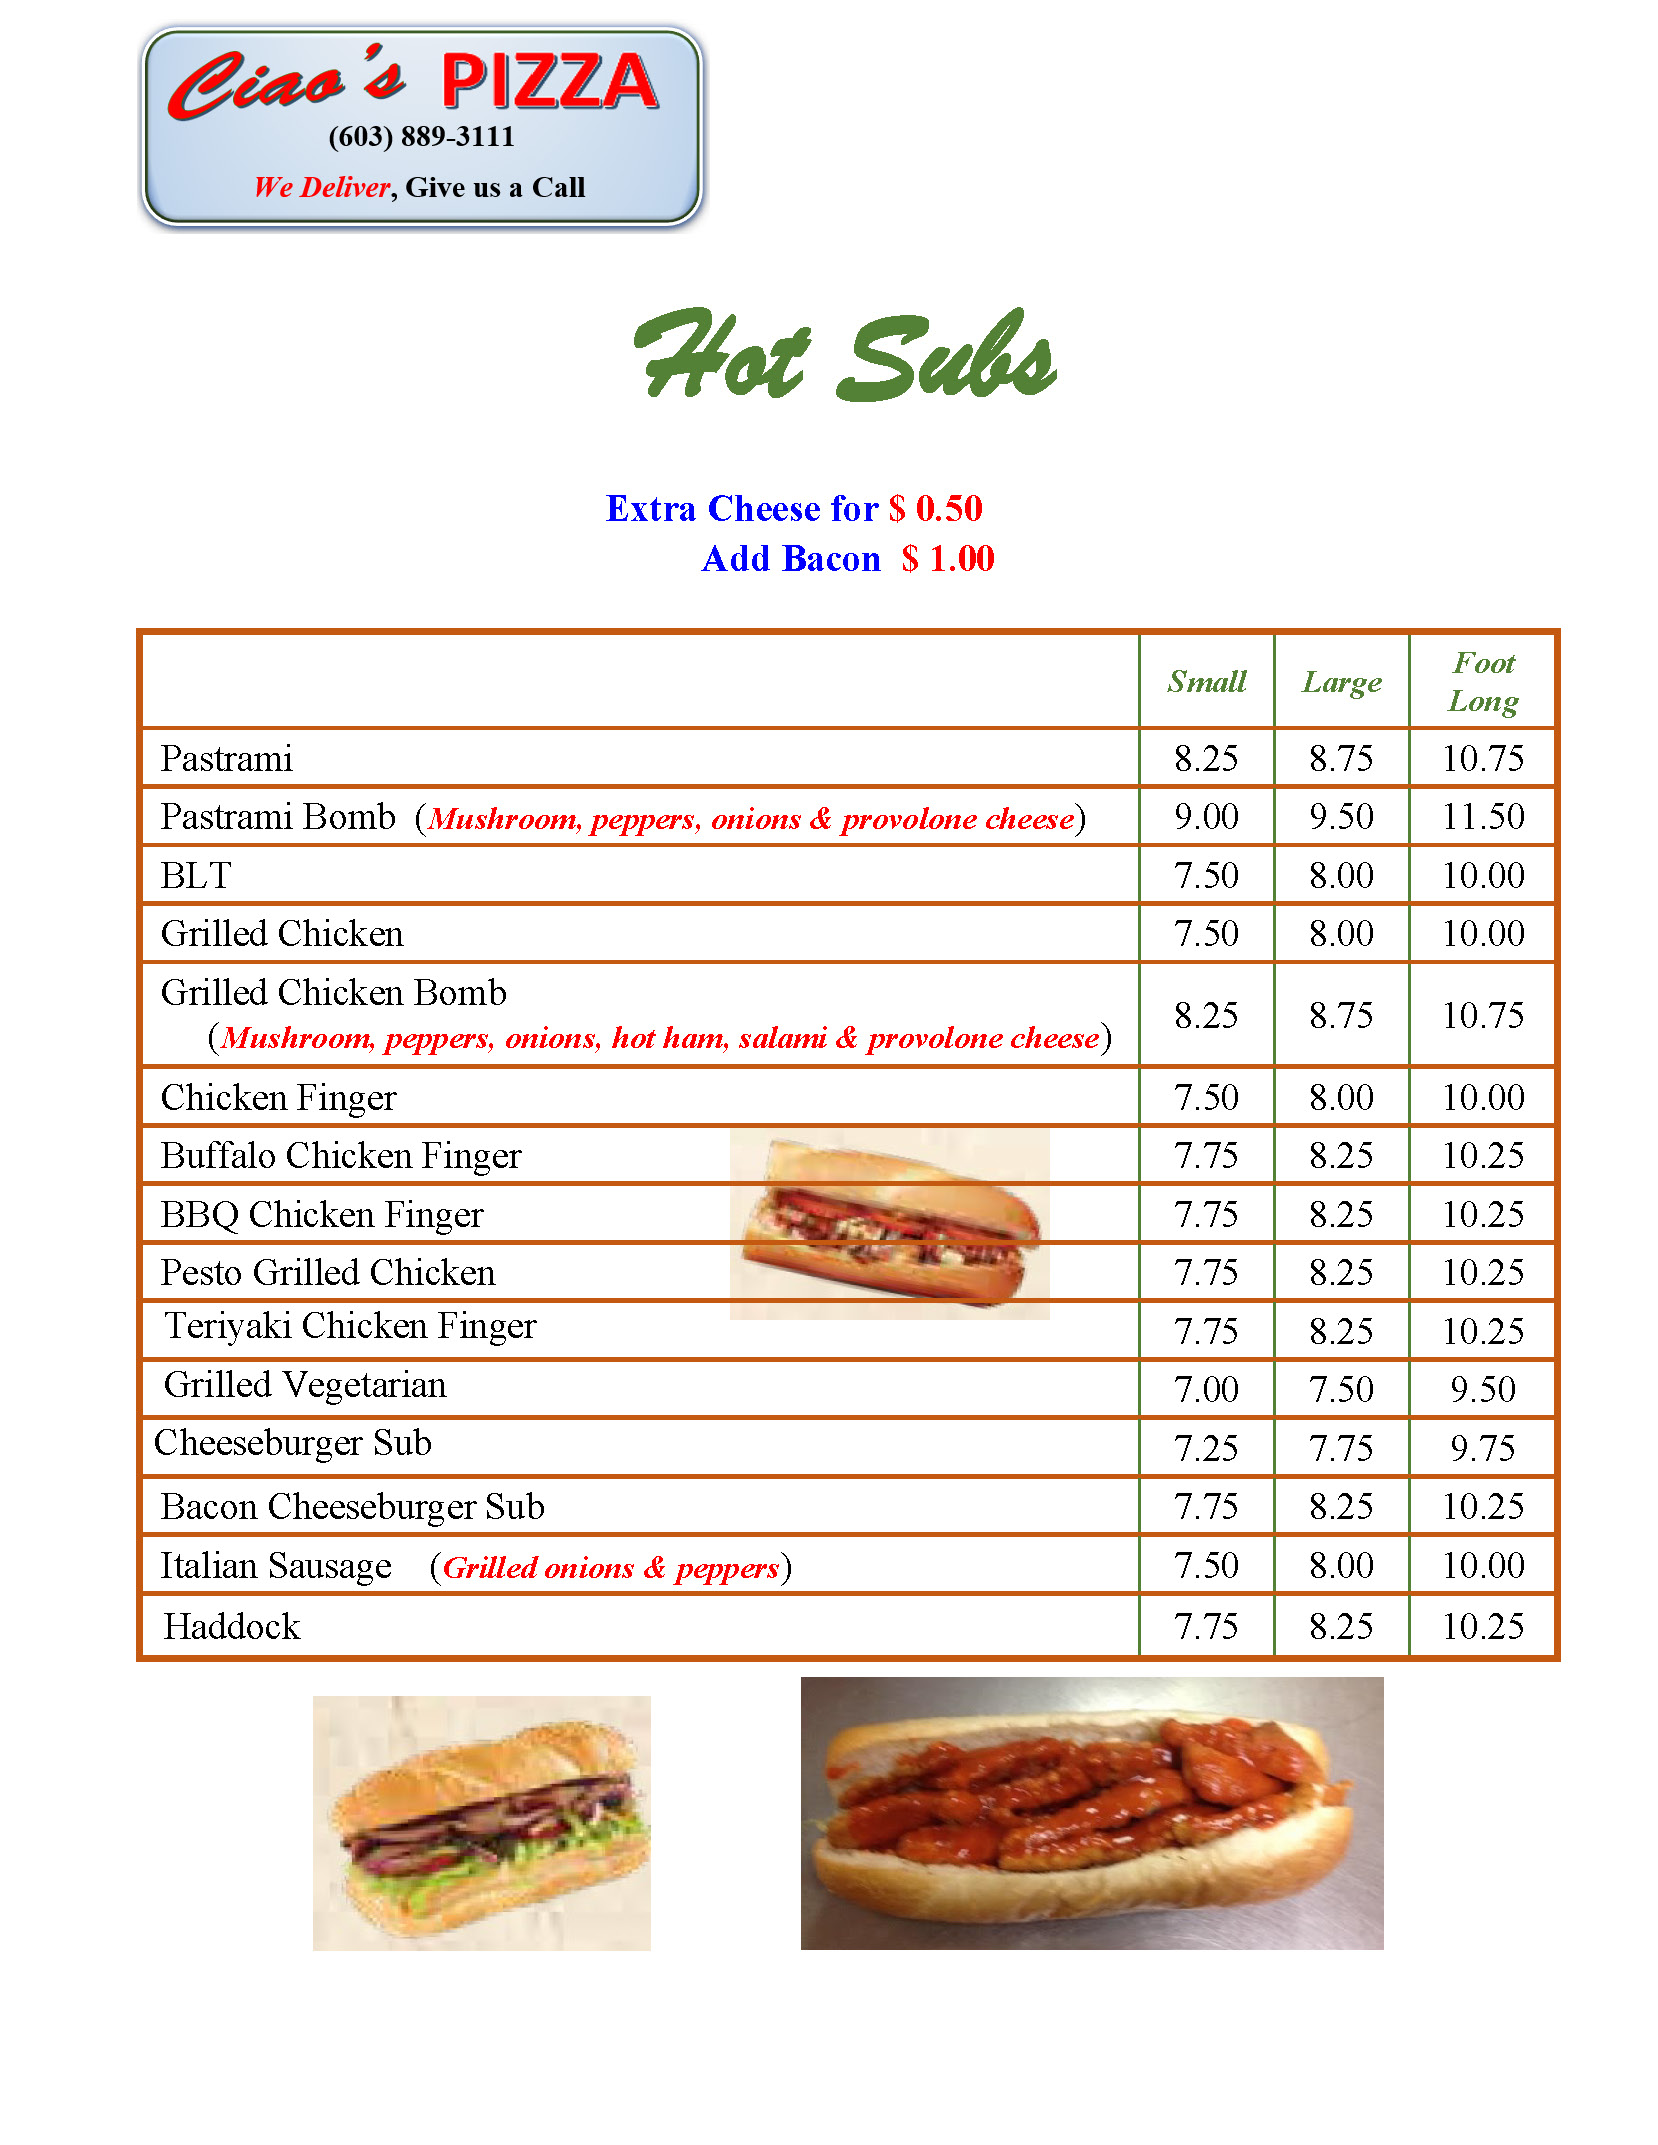 Ciao's PIZZA
(603) 889-3111
We Deliver, Give us a Call
Hot Subs
Extra Cheese for $ 0.50
Add Bacon $ 1.00
Small Large Foot Long
Pastrami 8.25 8.75 10.75
Pastrami Bomb (Mushroom, peppers, onions & provolone cheese) 9.00 9.50 11.50
BLT 7.50 8.00 10.00
Grilled Chicken 7.50 8.00 10.00
Grilled Chicken Bomb
(Mushroom, peppers, onions, hot ham, salami & provolone cheese) 8.25 8.75 10.75
Chicken Finger 7.50 8.00 10.00
Buffalo Chicken Finger 7.75 8.25 10.25
BBQ Chicken Finger 7.75 8.25 10.25
Pesto Grilled Chicken 7.75 8.25 10.25
Teriyaki Chicken Finger 7.75 8.25 10.25
Grilled Vegetarian 7.00 7.50 9.50
Cheeseburger Sub 7.25 7.75 9.75
Bacon Cheeseburger Sub 7.75 8.25 10.25
Italian Sausage (Grilled onions & peppers) 7.50 8.00 10.00
Haddock 7.75 8.25 10.25